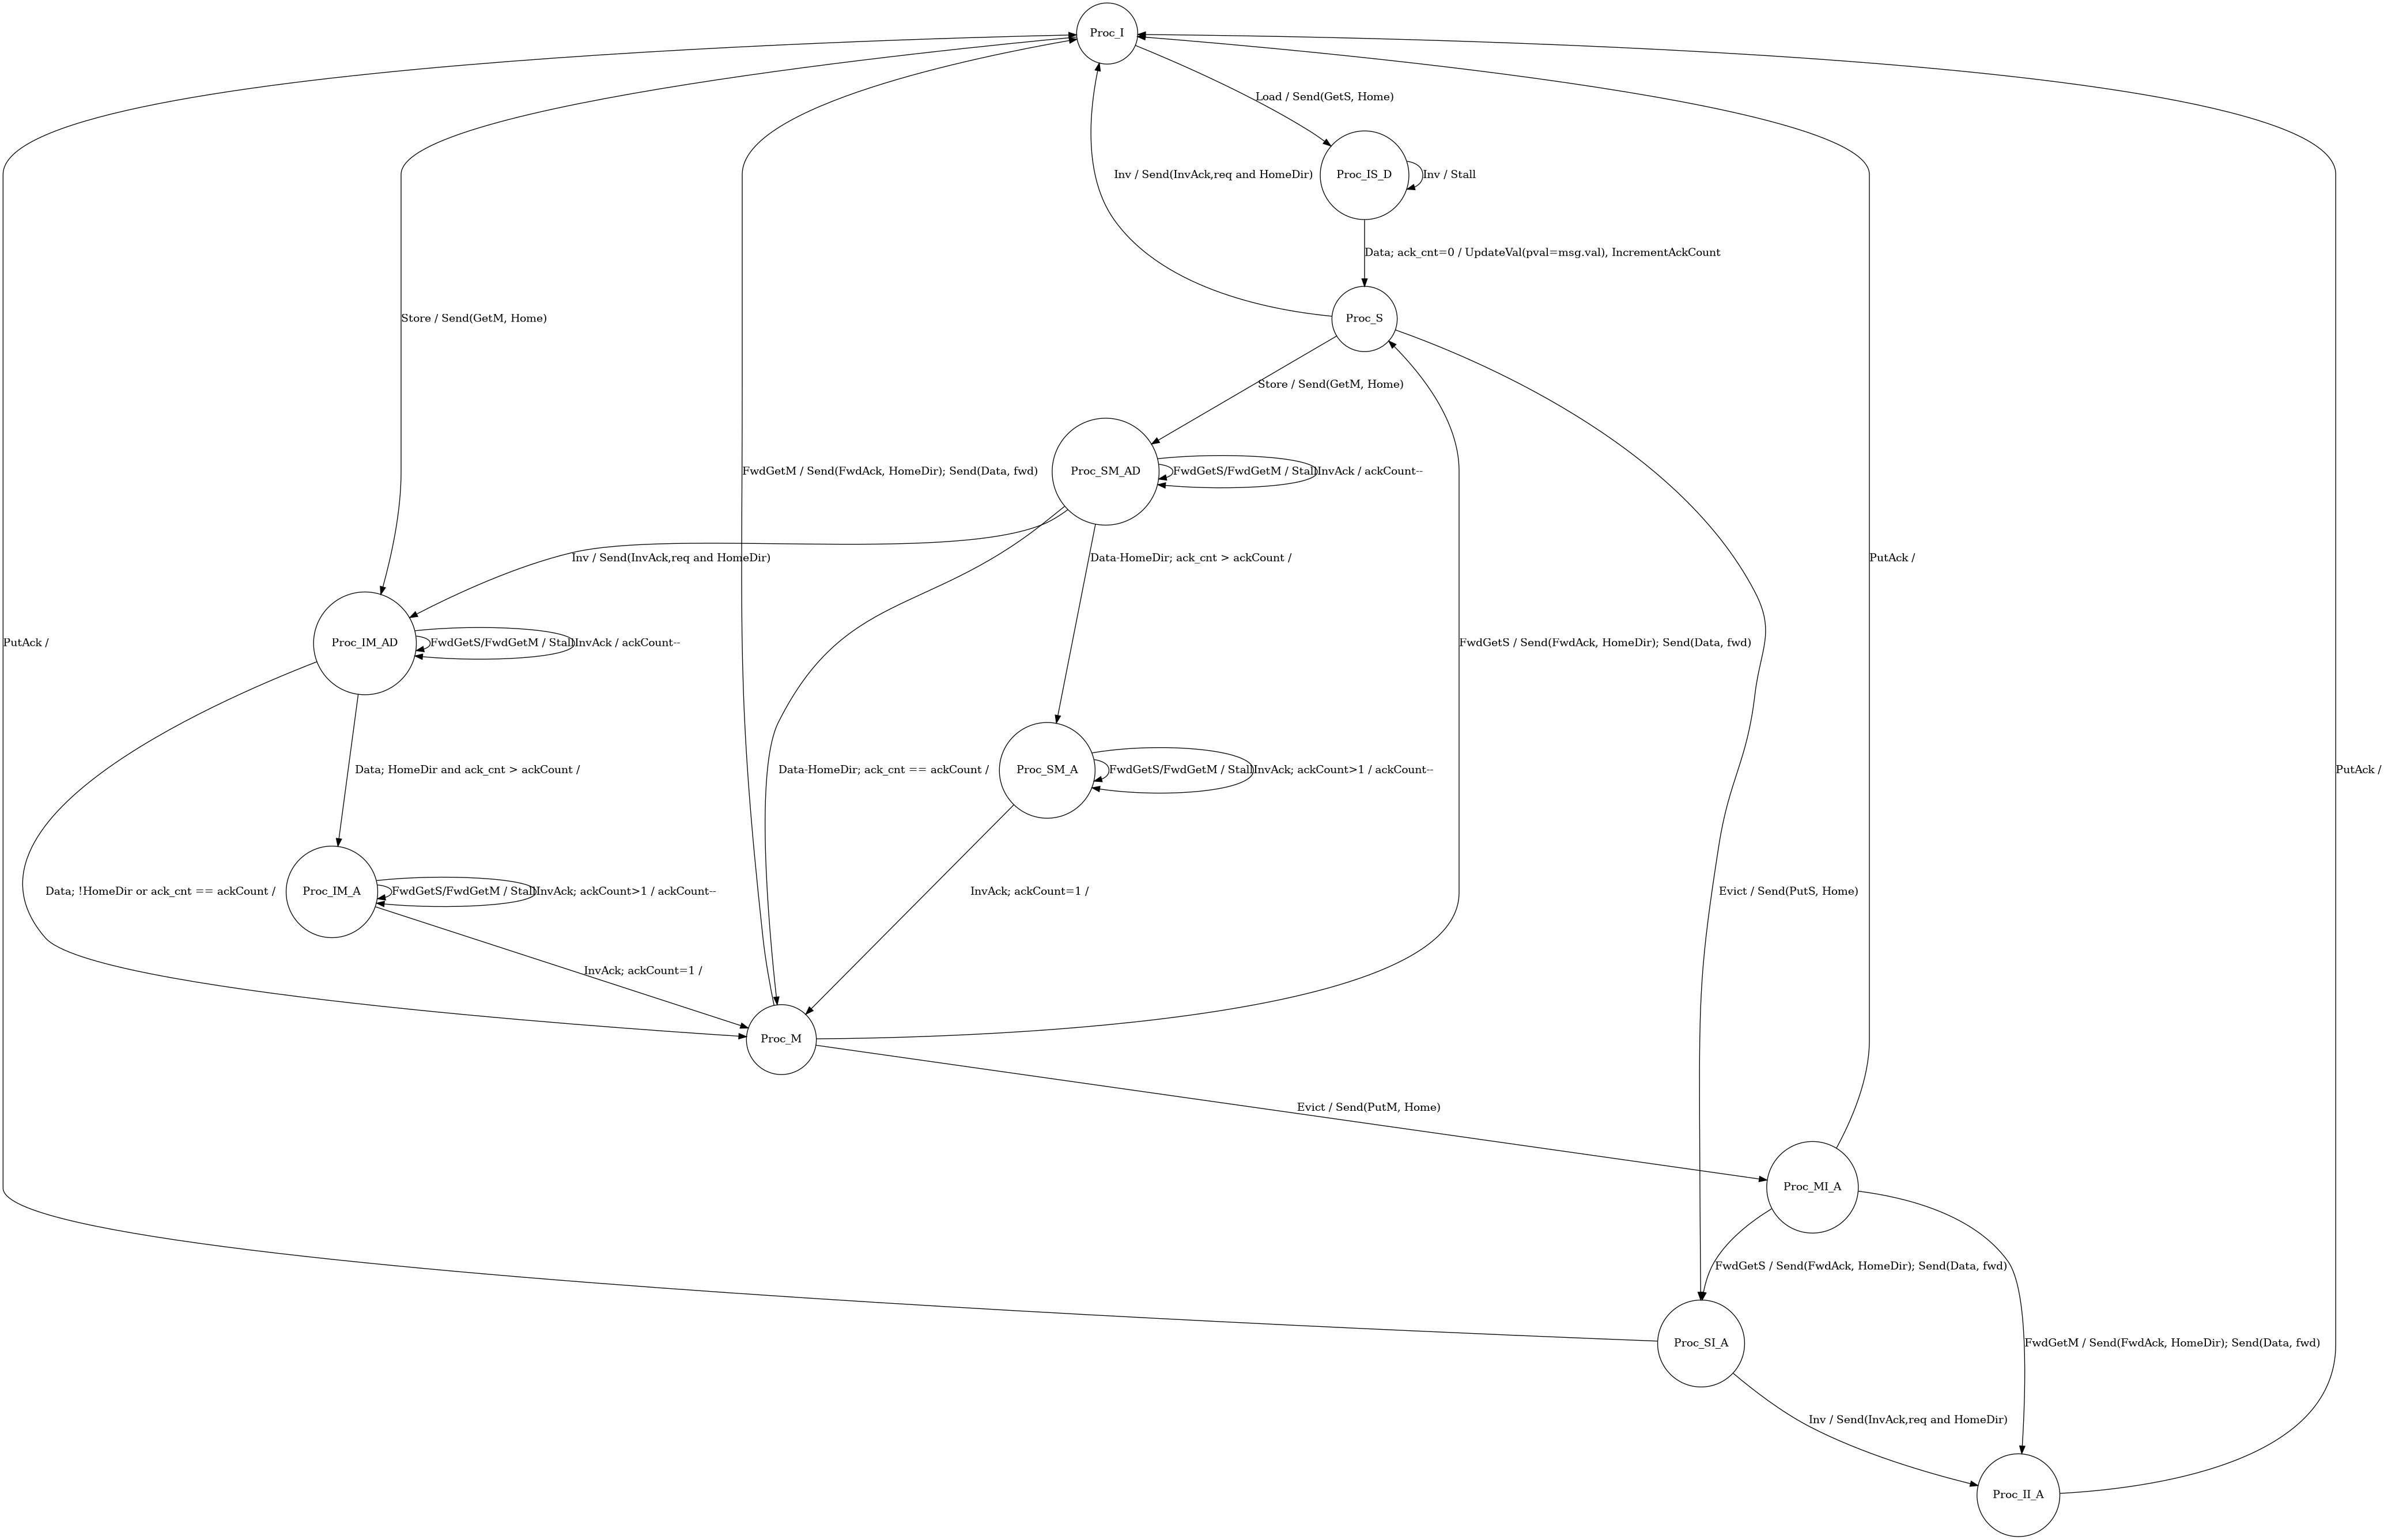 Proc_I
Load / Send(GetS, Home)
Inv / Send(InvAck,req and HomeDir)
Proc_IS_D
Inv / Stall
Data; ack_cnt=0 / UpdateVal(pval=msg.val), IncrementAckCount
Store / Send(GetM, Home)
Proc_S
Store / Send(GetM, Home)
FwdGetM / Send(FwdAck, HomeDir); Send(Data, fwd)
Proc_SM_AD
FwdGetS/FwdGetM / Stall
InvAck / ackCount--
Inv / Send(InvAck,req and HomeDir)
Data-HomeDir; ack_cnt > ackCount /
PutAck /
PutAck /
Proc_IM_AD
FwdGetS/FwdGetM / Stall
InvAck / ackCount--
FwdGetS / Send(FwdAck, HomeDir); Send(Data, fwd)
Data; HomeDir and ack_cnt > ackCount /
Data-HomeDir; ack_cnt == ackCount /
Proc_SM_A
FwdGetS/FwdGetM / Stall
InvAck; ackCount>1 / ackCount--
PutAck /
Data; !HomeDir or ack_cnt == ackCount /
Proc_IM_A
FwdGetS/FwdGetM / Stall
InvAck; ackCount>1 / ackCount--
InvAck; ackCount=1 /
Evict / Send(PutS, Home)
InvAck; ackCount=1 /
Proc_M
Evict / Send(PutM, Home)
Proc_MI_A
FwdGetS / Send(FwdAck, HomeDir); Send(Data, fwd)
Proc_SI_A
FwdGetM / Send(FwdAck, HomeDir); Send(Data, fwd)
Inv / Send(InvAck,req and HomeDir)
Proc_II_A